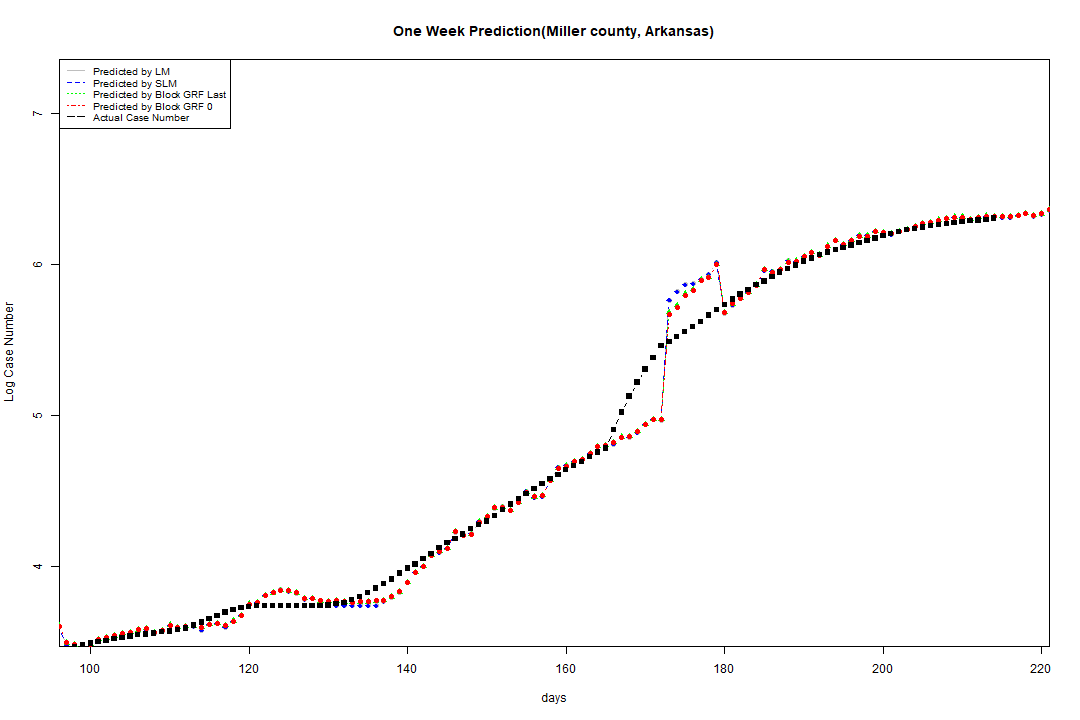 One Week Prediction(Miller county, Arkansas)
Predicted by LM
Predicted by SLM
Predicted by Block GRF Last
Predicted by Block GRF 0
Actual Case Number
7
6
5
4
Log Case Number
100 120 140 160 180 200 220
days